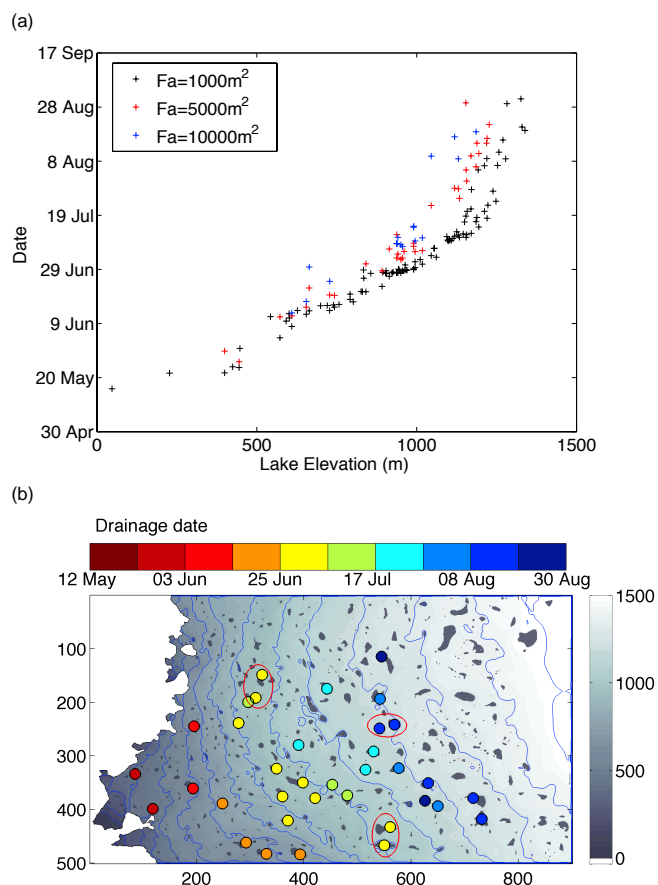 (a)
17 Sep
28 Aug
8 Aug
19 Jul
29 Jun
9 Jun
20 May
30 Apr
Date
Fa=1000m²
Fa=5000m²
Fa=10000m²
0 500 1000 1500
Lake Elevation (m)
(b)
Drainage date
12 May 03 Jun 25 Jun 17 Jul 08 Aug 30 Aug
100
200
300
400
500
200 400 600 800
1500
1000
500
0